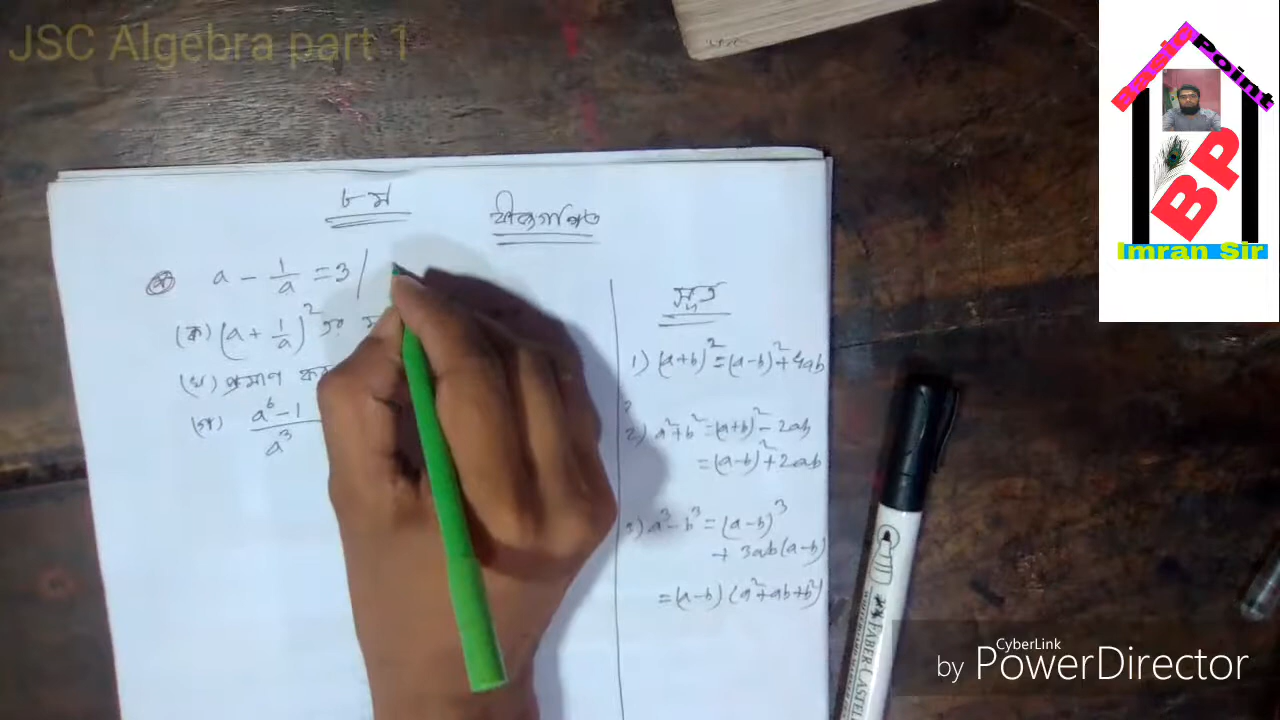 JSC Algebra part 1
Basic Point
BP
Imran Sir
৮ম
বীজগণিত
a - 1/a = 3
(ক) (a + 1/a)² এর
(খ) প্রমাণ কর
(গ) a⁶-1 / a³
সূত্র
1) (a+b)² = (a-b)² + 4ab
2) a²+b² = (a+b)² - 2ab
= (a-b)² + 2ab
3) a³-b³ = (a-b)³
+ 3ab(a-b)
= (a-b) (a²+ab+b²)
FABER CASTELL
CyberLink
by PowerDirector